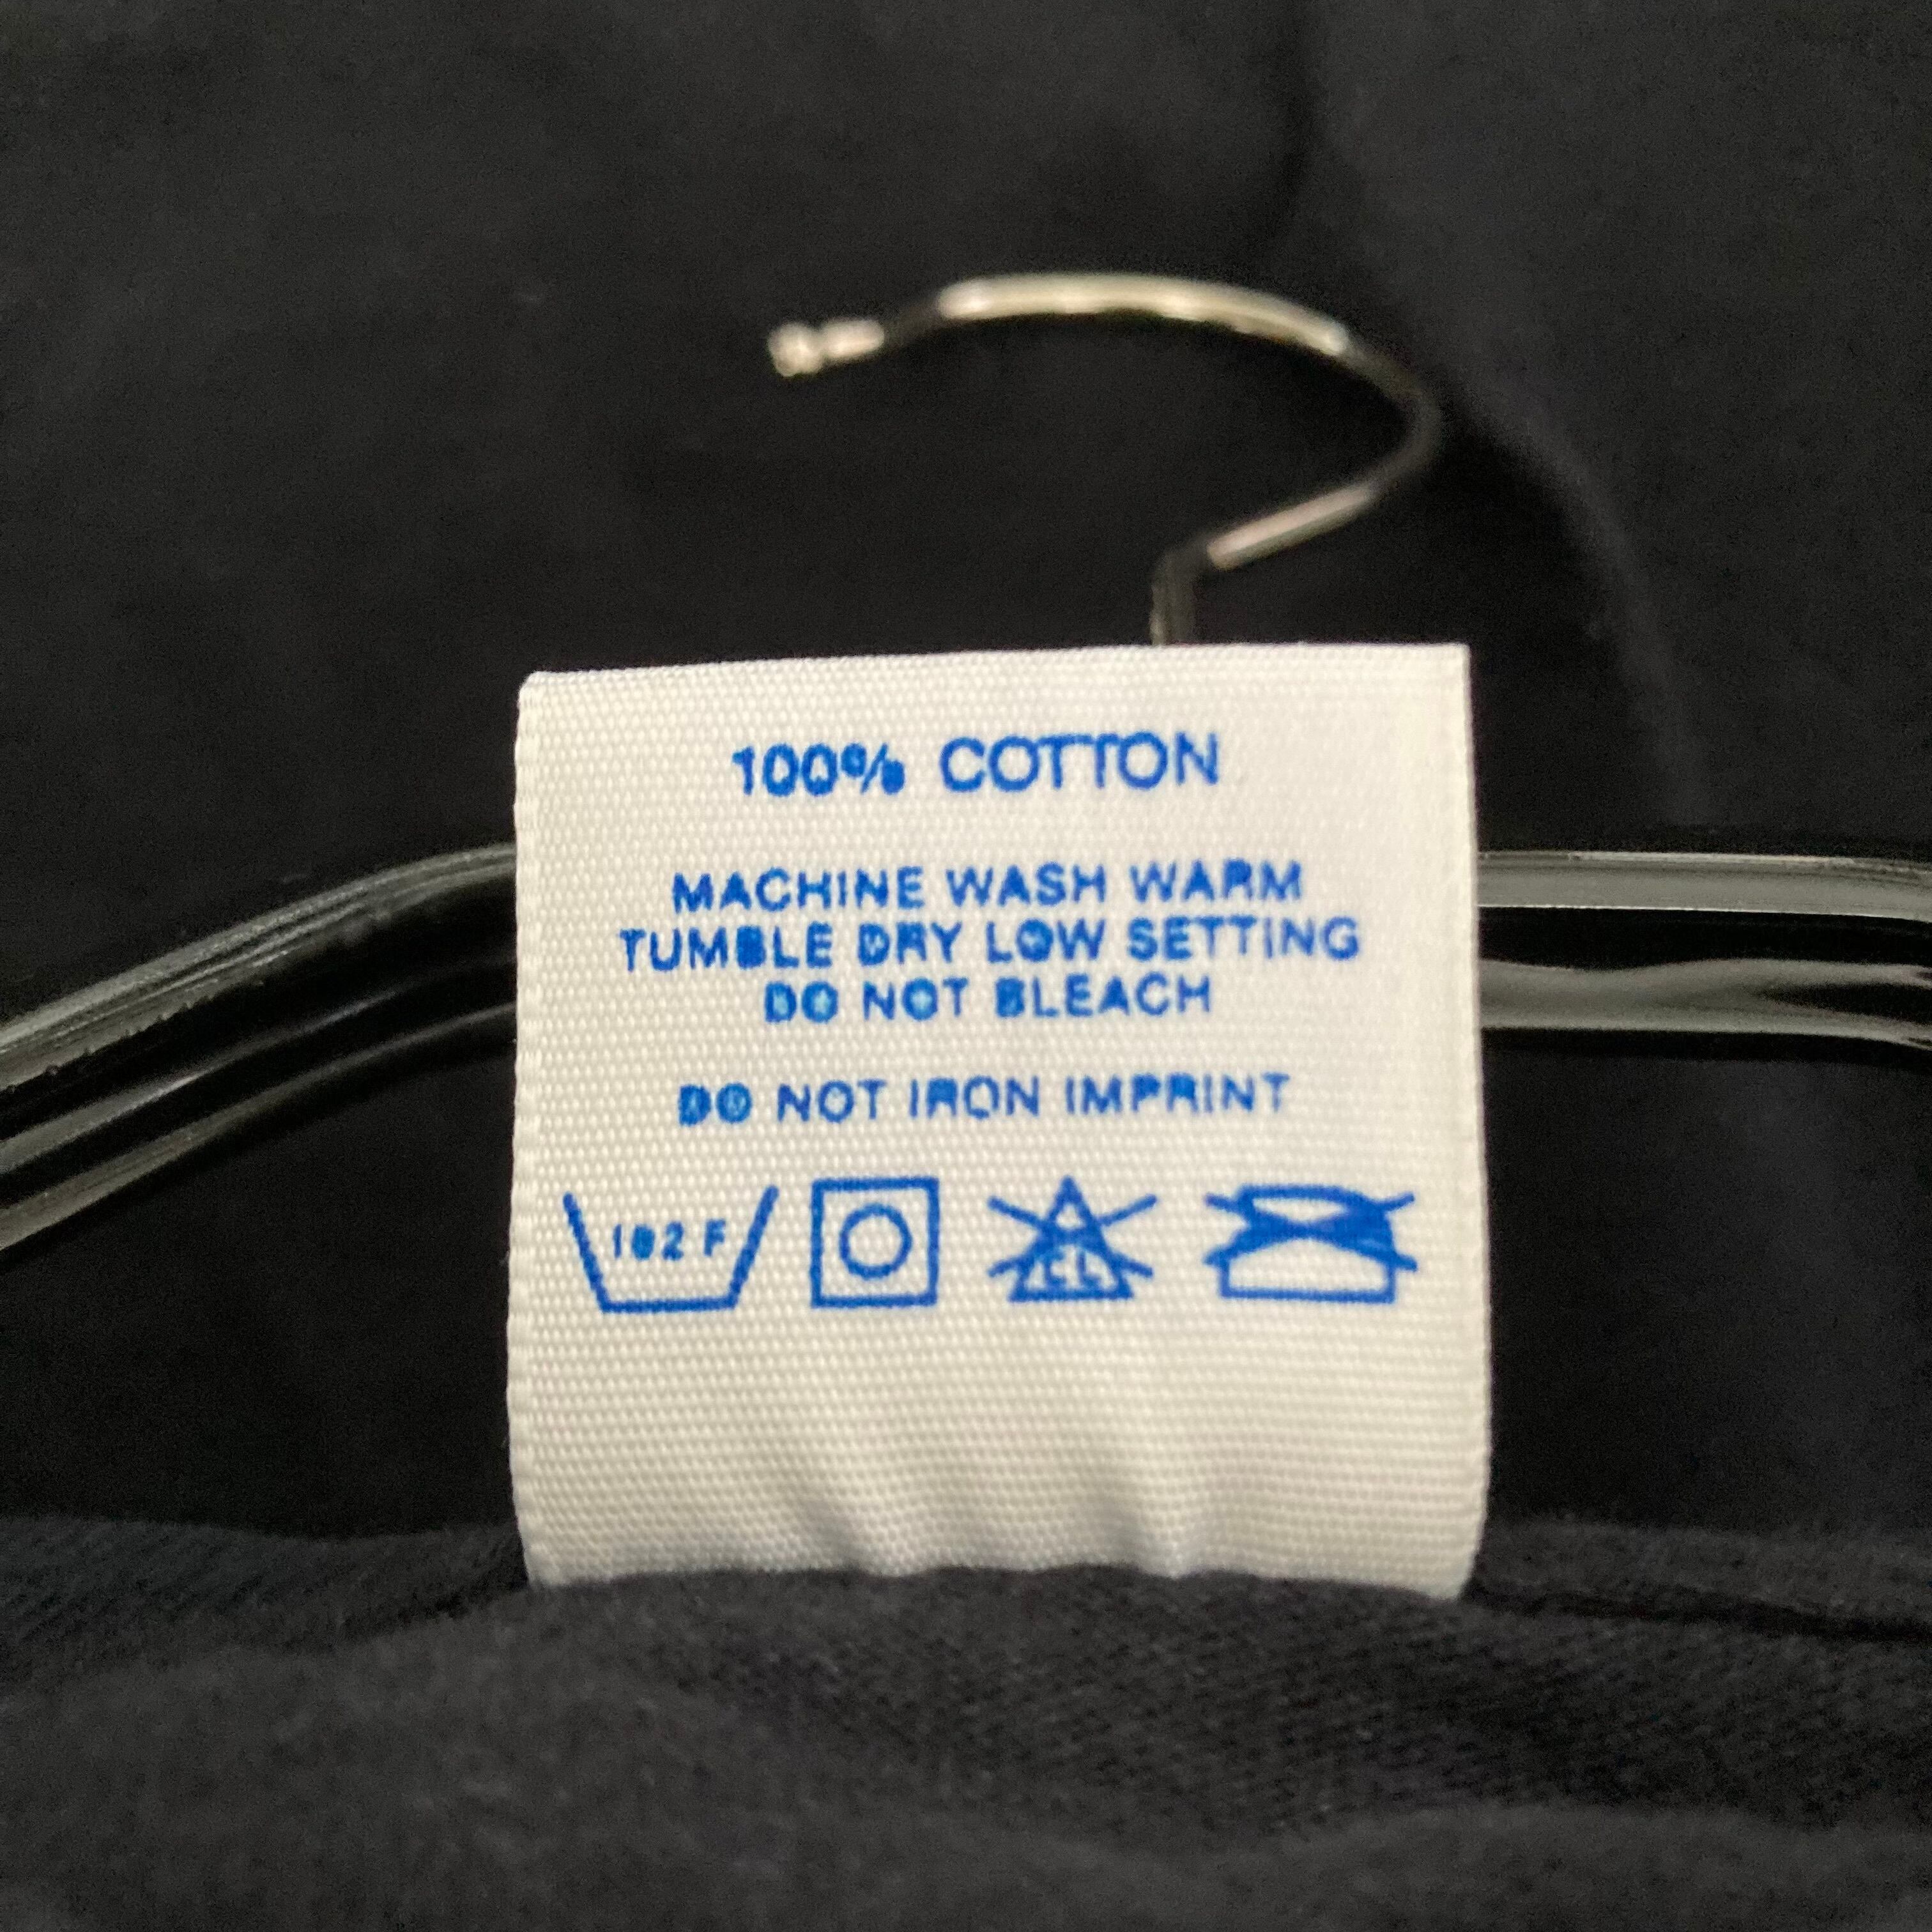 100% COTTON
MACHINE WASH WARM
TUMBLE DRY LOW SETTING
DO NOT BLEACH
DO NOT IRON IMPRINT
102 F
CL